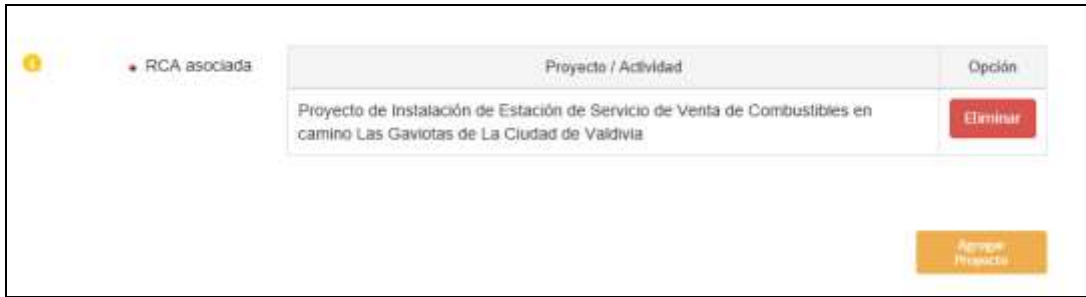 RCA asociada
Proyecto / Actividad
Opción
Proyecto de Instalación de Estación de Servicio de Venta de Combustibles en
camino Las Gaviotas de La Ciudad de Valdivia
Eliminar
Agregar
Proyecto